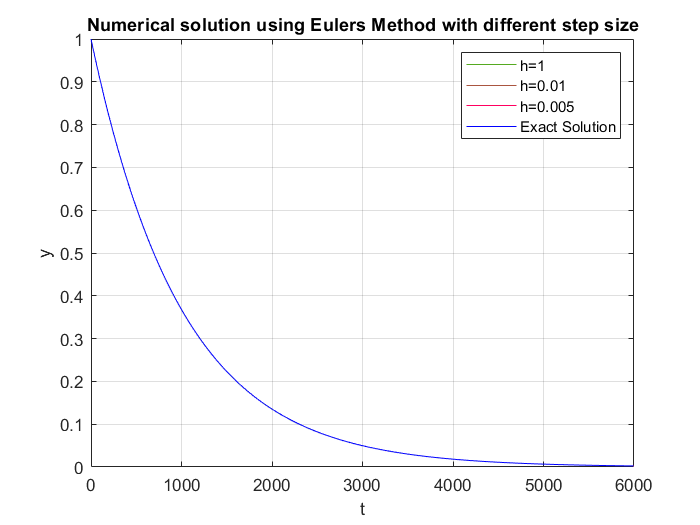 Numerical solution using Eulers Method with different step size
1
0.9
0.8
0.7
0.6
0.5
0.4
0.3
0.2
0.1
0
y
h=1
h=0.01
h=0.005
Exact Solution
0 1000 2000 3000 4000 5000 6000
t